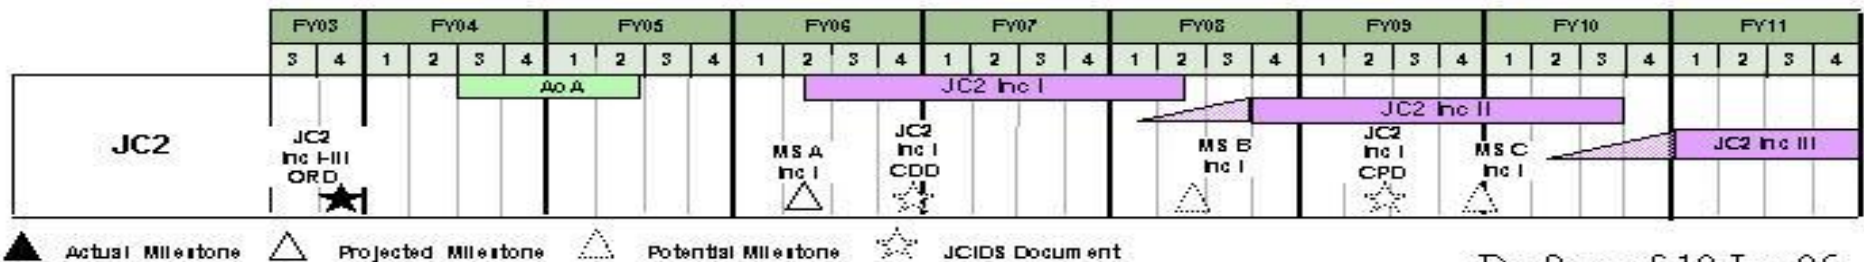 FY03 FY04 FY05 FY06 FY07 FY08 FY09 FY10 FY11
3 4 1 2 3 4 1 2 3 4 1 2 3 4 1 2 3 4 1 2 3 4 1 2 3 4 1 2 3 4 1 2 3 4
AoA
JC2 Inc I
JC2 Inc II
JC2 Inc III
JC2
JC2
Inc I-III
ORD
MS A
Inc I
JC2
Inc I
CDD
MS B
Inc I
JC2
Inc I
CPD
MS C
Inc I
Actual Milestone
Projected Milestone
Potential Milestone
JCIDS Document